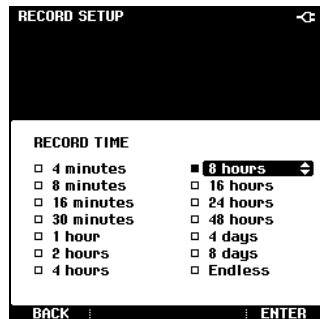 RECORD SETUP
RECORD TIME
4 minutes
8 minutes
16 minutes
30 minutes
1 hour
2 hours
4 hours
8 hours
16 hours
24 hours
48 hours
4 days
8 days
Endless
BACK
ENTER